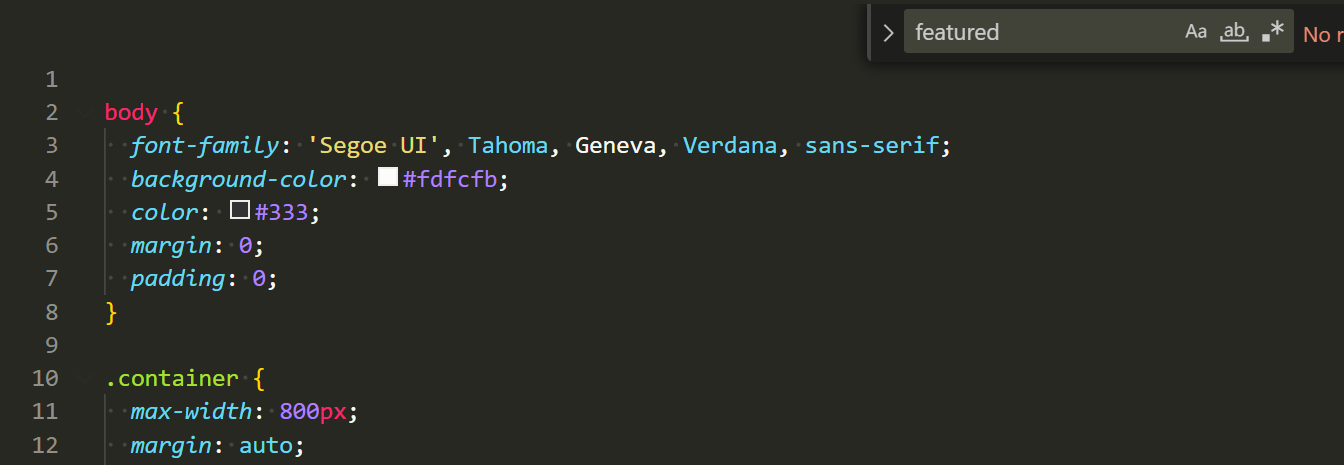 featured Aa ab .* No r
1
2 body {
3 font-family: 'Segoe UI', Tahoma, Geneva, Verdana, sans-serif;
4 background-color: #fdfcfb;
5 color: #333;
6 margin: 0;
7 padding: 0;
8 }
9
10 .container {
11 max-width: 800px;
12 margin: auto;